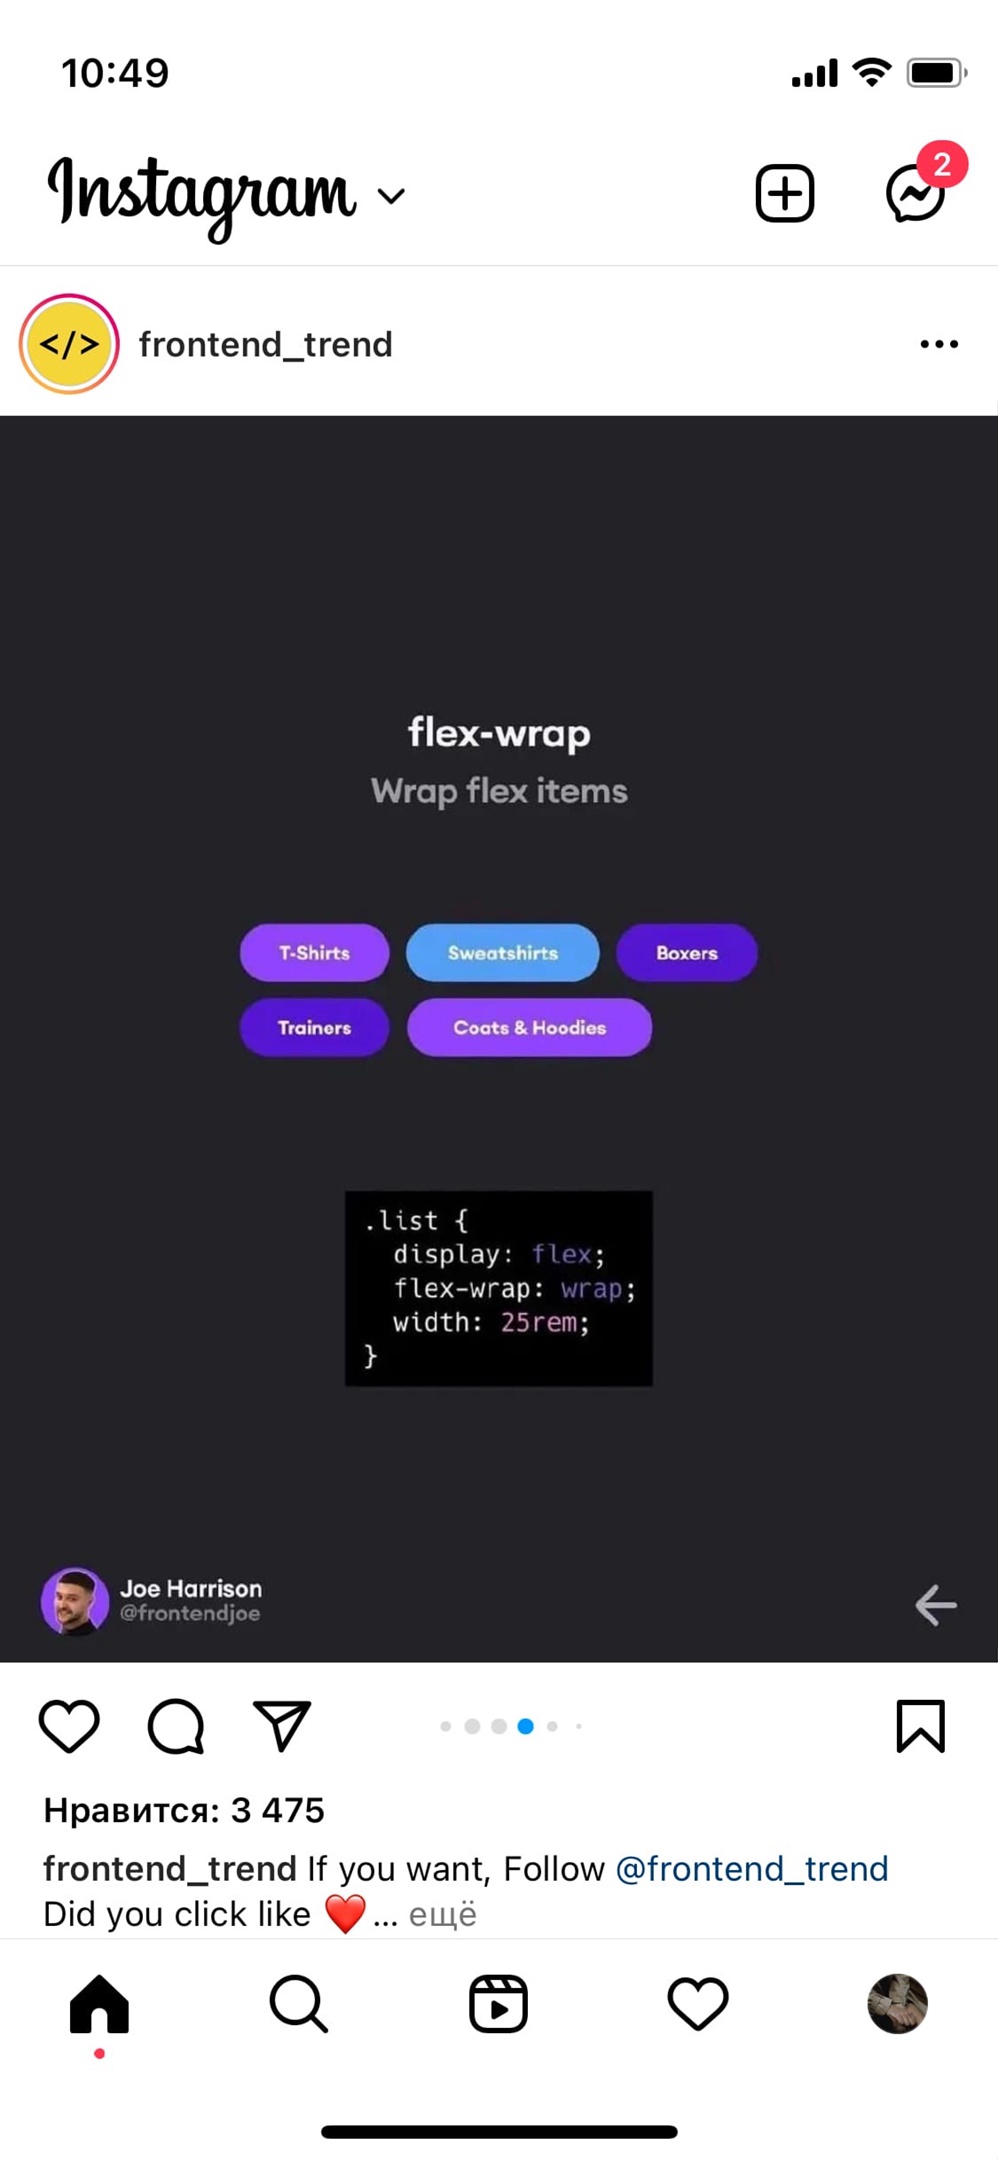 10:49
Instagram
2
</> frontend_trend
flex-wrap
Wrap flex items
T-Shirts Sweatshirts Boxers
Trainers Coats & Hoodies
.list {
display: flex;
flex-wrap: wrap;
width: 25rem;
}
Joe Harrison
@frontendjoe
Нравится: 3 475
frontend_trend If you want, Follow @frontend_trend
Did you click like ❤️... ещё